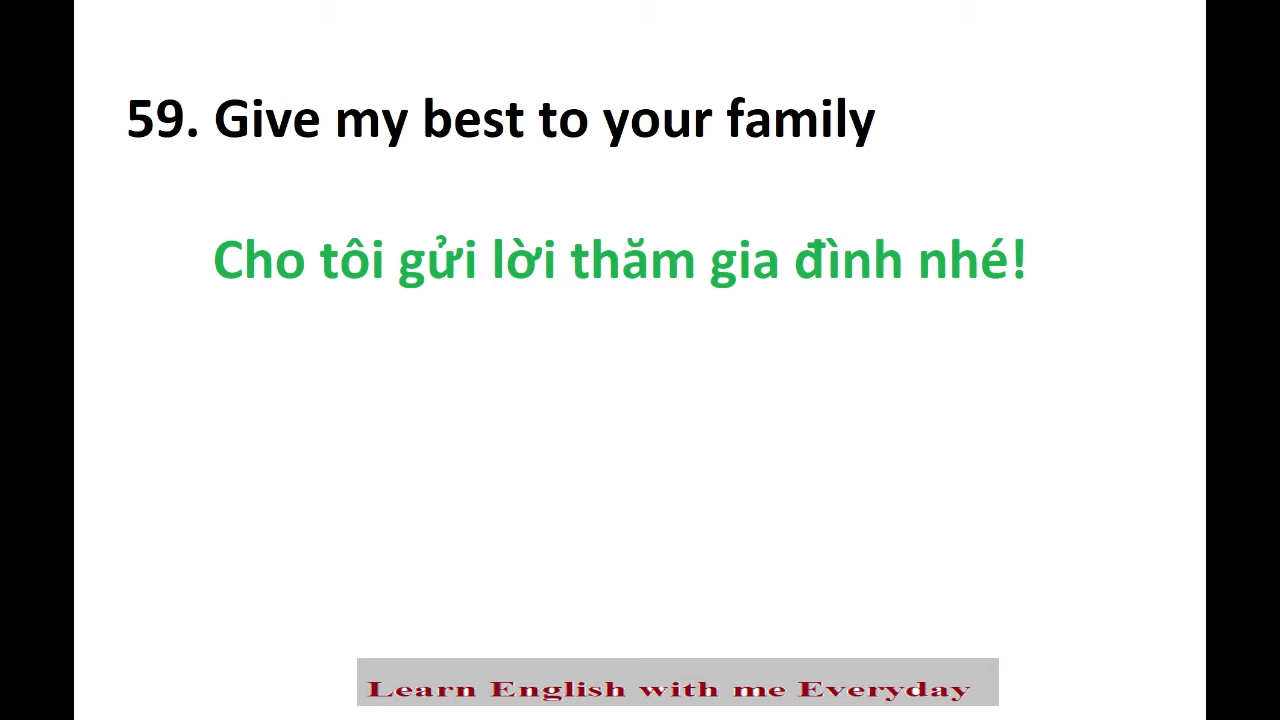 59. Give my best to your family
Cho tôi gửi lời thăm gia đình nhé!
Learn English with me Everyday